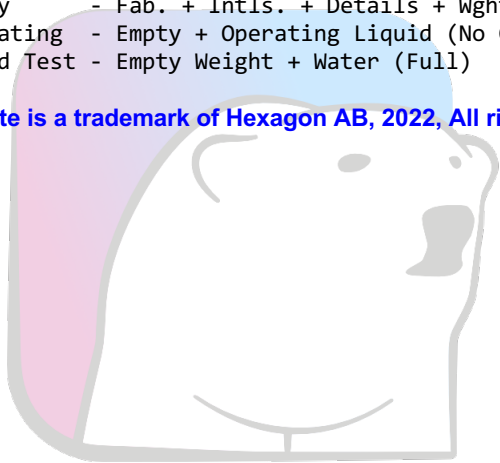 - Fab. + Intls. + Details + Wght
ating - Empty + Operating Liquid (No
d Test - Empty Weight + Water (Full)
te is a trademark of Hexagon AB, 2022, All ri